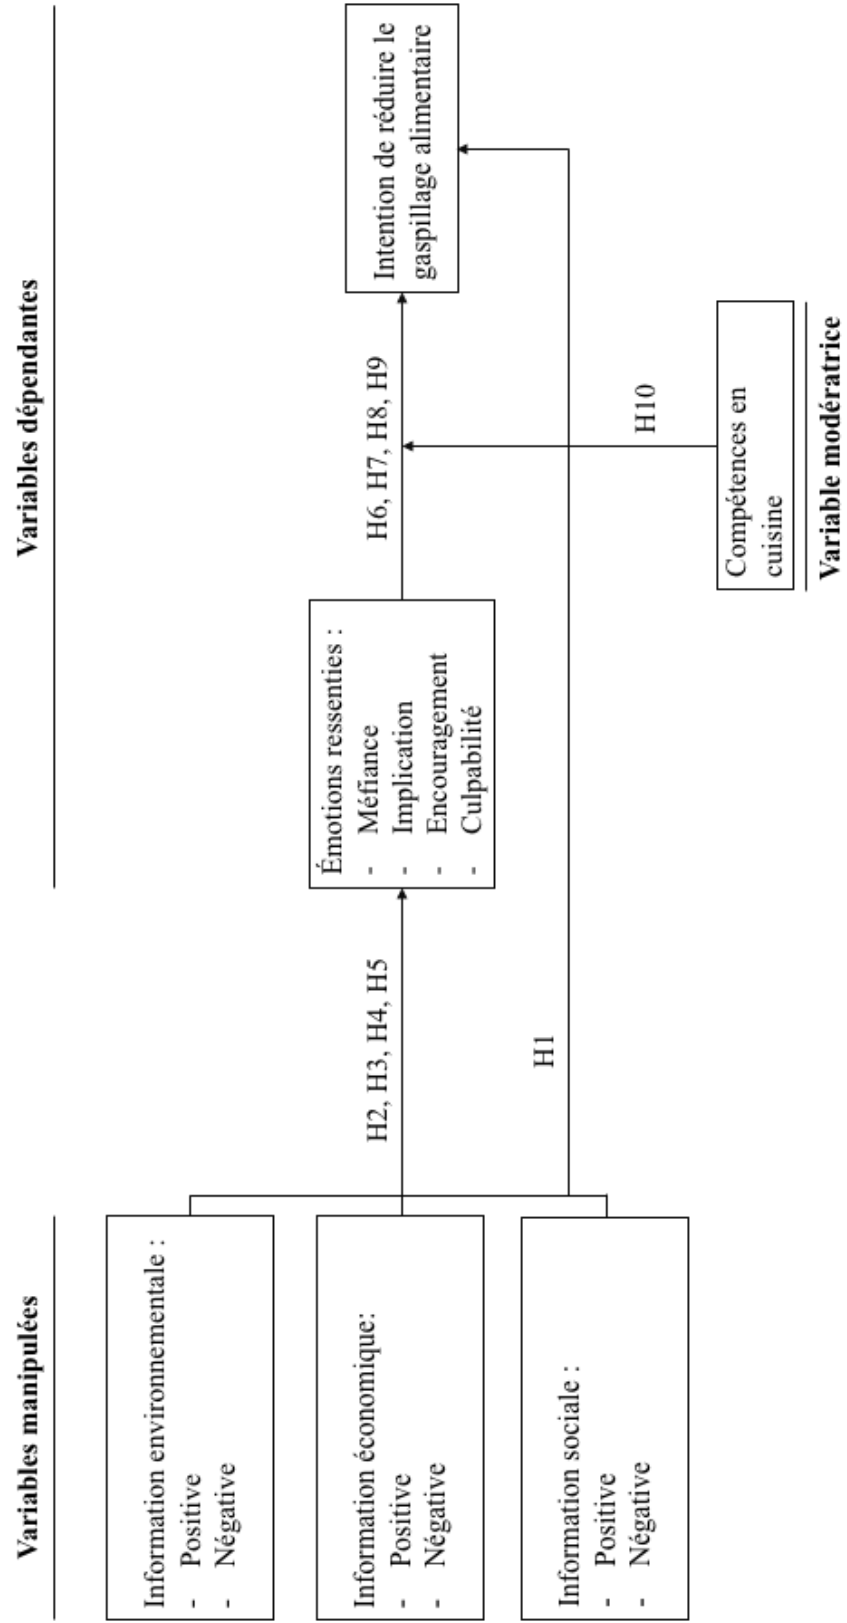 Variables manipulées
Variables dépendantes
Information environnementale :
- Positive
- Négative
Information économique:
- Positive
- Négative
Information sociale :
- Positive
- Négative
H2, H3, H4, H5
H1
Émotions ressenties :
- Méfiance
- Implication
- Encouragement
- Culpabilité
H6, H7, H8, H9
H10
Intention de réduire le
gaspillage alimentaire
Compétences en
cuisine
Variable modératrice